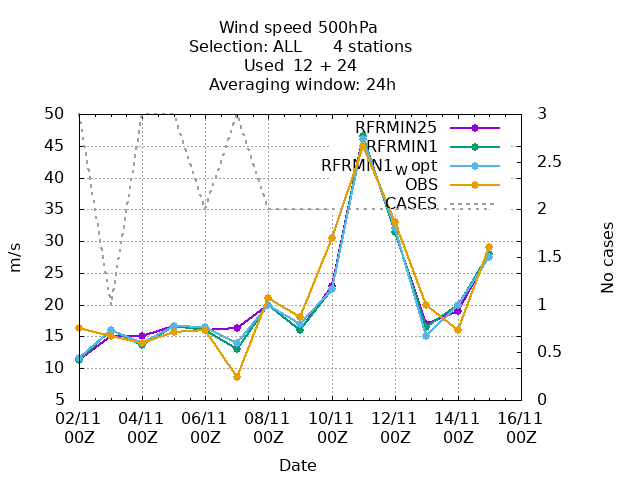 Wind speed 500hPa
Selection: ALL 4 stations
Used 12 + 24
Averaging window: 24h
RFRMIN25
RFRMIN1
RFRMIN1w opt
OBS
CASES
50
45
40
35
30
25
20
15
10
5
m/s
3
2.5
2
1.5
1
0.5
0
No cases
02/11 04/11 06/11 08/11 10/11 12/11 14/11 16/11
00Z 00Z 00Z 00Z 00Z 00Z 00Z 00Z
Date